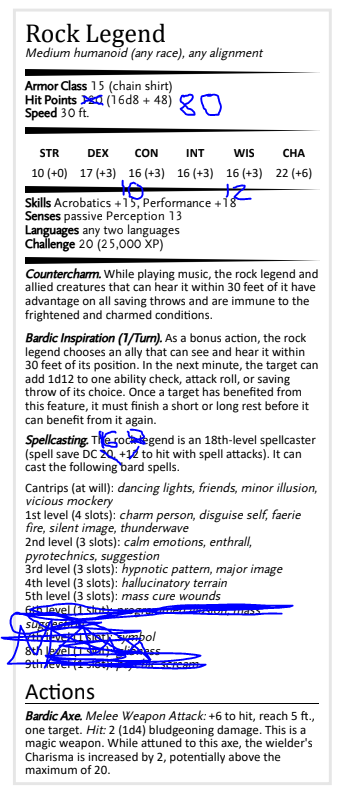 Rock Legend
Medium humanoid (any race), any alignment
Armor Class 15 (chain shirt)
Hit Points (16d8 + 48) 80
Speed 30 ft.
STR DEX CON INT WIS CHA
10 (+0) 17 (+3) 16 (+3) 16 (+3) 16 (+3) 22 (+6)
10 12
Skills Acrobatics +15, Performance +18
Senses passive Perception 13
Languages any two languages
Challenge 20 (25,000 XP)
Countercharm. While playing music, the rock legend and
allied creatures that can hear it within 30 feet of it have
advantage on all saving throws and are immune to the
frightened and charmed conditions.
Bardic Inspiration (1/Turn). As a bonus action, the rock
legend chooses an ally that can see and hear it within
30 feet of its position. In the next minute, the target can
add 1d12 to one ability check, attack roll, or saving
throw of its choice. Once a target has benefited from
this feature, it must finish a short or long rest before it
can benefit from it again.
Spellcasting. The rock legend is an 18th-level spellcaster
(spell save DC 20, +12 to hit with spell attacks). It can
cast the following bard spells.
Cantrips (at will): dancing lights, friends, minor illusion,
vicious mockery
1st level (4 slots): charm person, disguise self, faerie
fire, silent image, thunderwave
2nd level (3 slots): calm emotions, enthrall,
pyrotechnics, suggestion
3rd level (3 slots): hypnotic pattern, major image
4th level (3 slots): hallucinatory terrain
5th level (3 slots): mass cure wounds
6th level (1 slot): mass
symbol
8th level (1 slot):
9th level (1 slot): scream
Actions
Bardic Axe. Melee Weapon Attack: +6 to hit, reach 5 ft.,
one target. Hit: 2 (1d4) bludgeoning damage. This is a
magic weapon. While attuned to this axe, the wielder's
Charisma is increased by 2, potentially above the
maximum of 20.